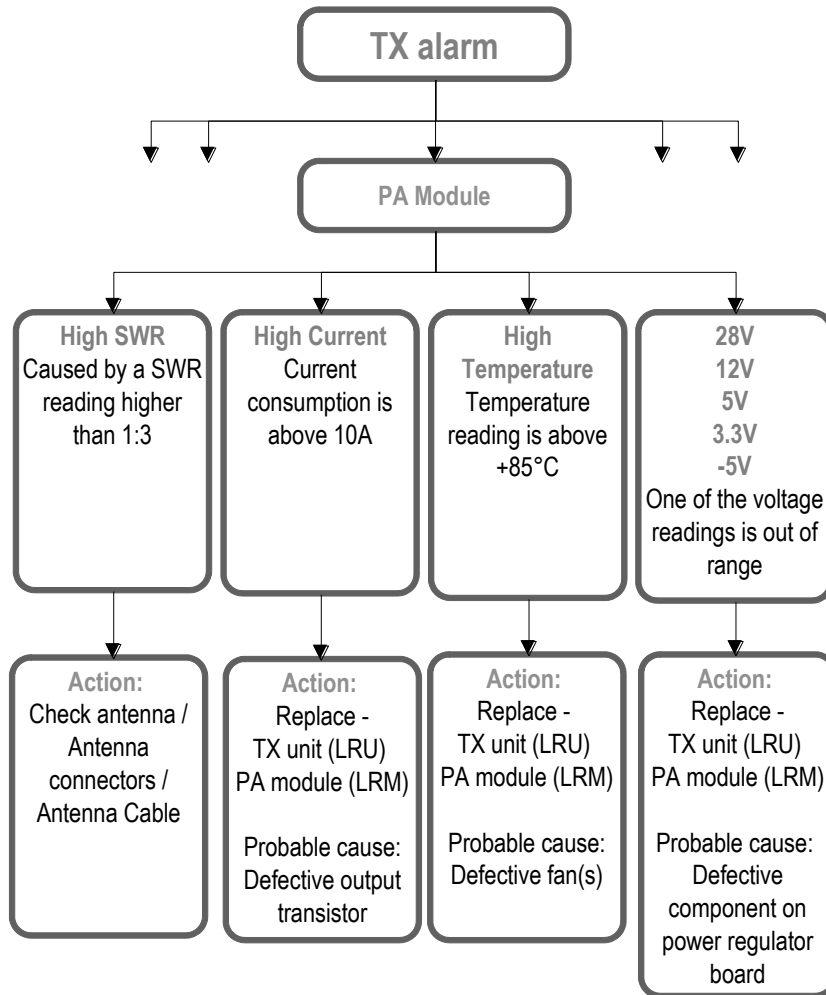 TX alarm
PA Module
High SWR
Caused by a SWR
reading higher
than 1:3
High Current
Current
consumption is
above 10A
High
Temperature
Temperature
reading is above
+85°C
28V
12V
5V
3.3V
-5V
One of the voltage
readings is out of
range
Action:
Check antenna /
Antenna
connectors /
Antenna Cable
Action:
Replace -
TX unit (LRU)
PA module (LRM)
Probable cause:
Defective output
transistor
Action:
Replace -
TX unit (LRU)
PA module (LRM)
Probable cause:
Defective fan(s)
Action:
Replace -
TX unit (LRU)
PA module (LRM)
Probable cause:
Defective
component on
power regulator
board